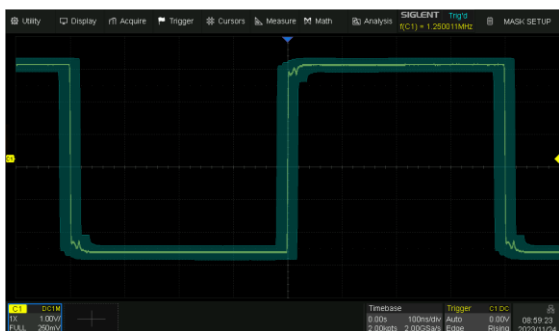 Utility Display Acquire Trigger Cursors Measure Math Analysis SIGLENT Trig'd MASK SETUP
f(C1) = 1.250011MHz
C1
C1 DC1M
1X 1.00V/
FULL 250mV
Timebase
0.00s 100ns/div
2.00kpts 2.00GSa/s
Trigger C1 DC
Auto 0.00V
Edge Rising
08:59:23